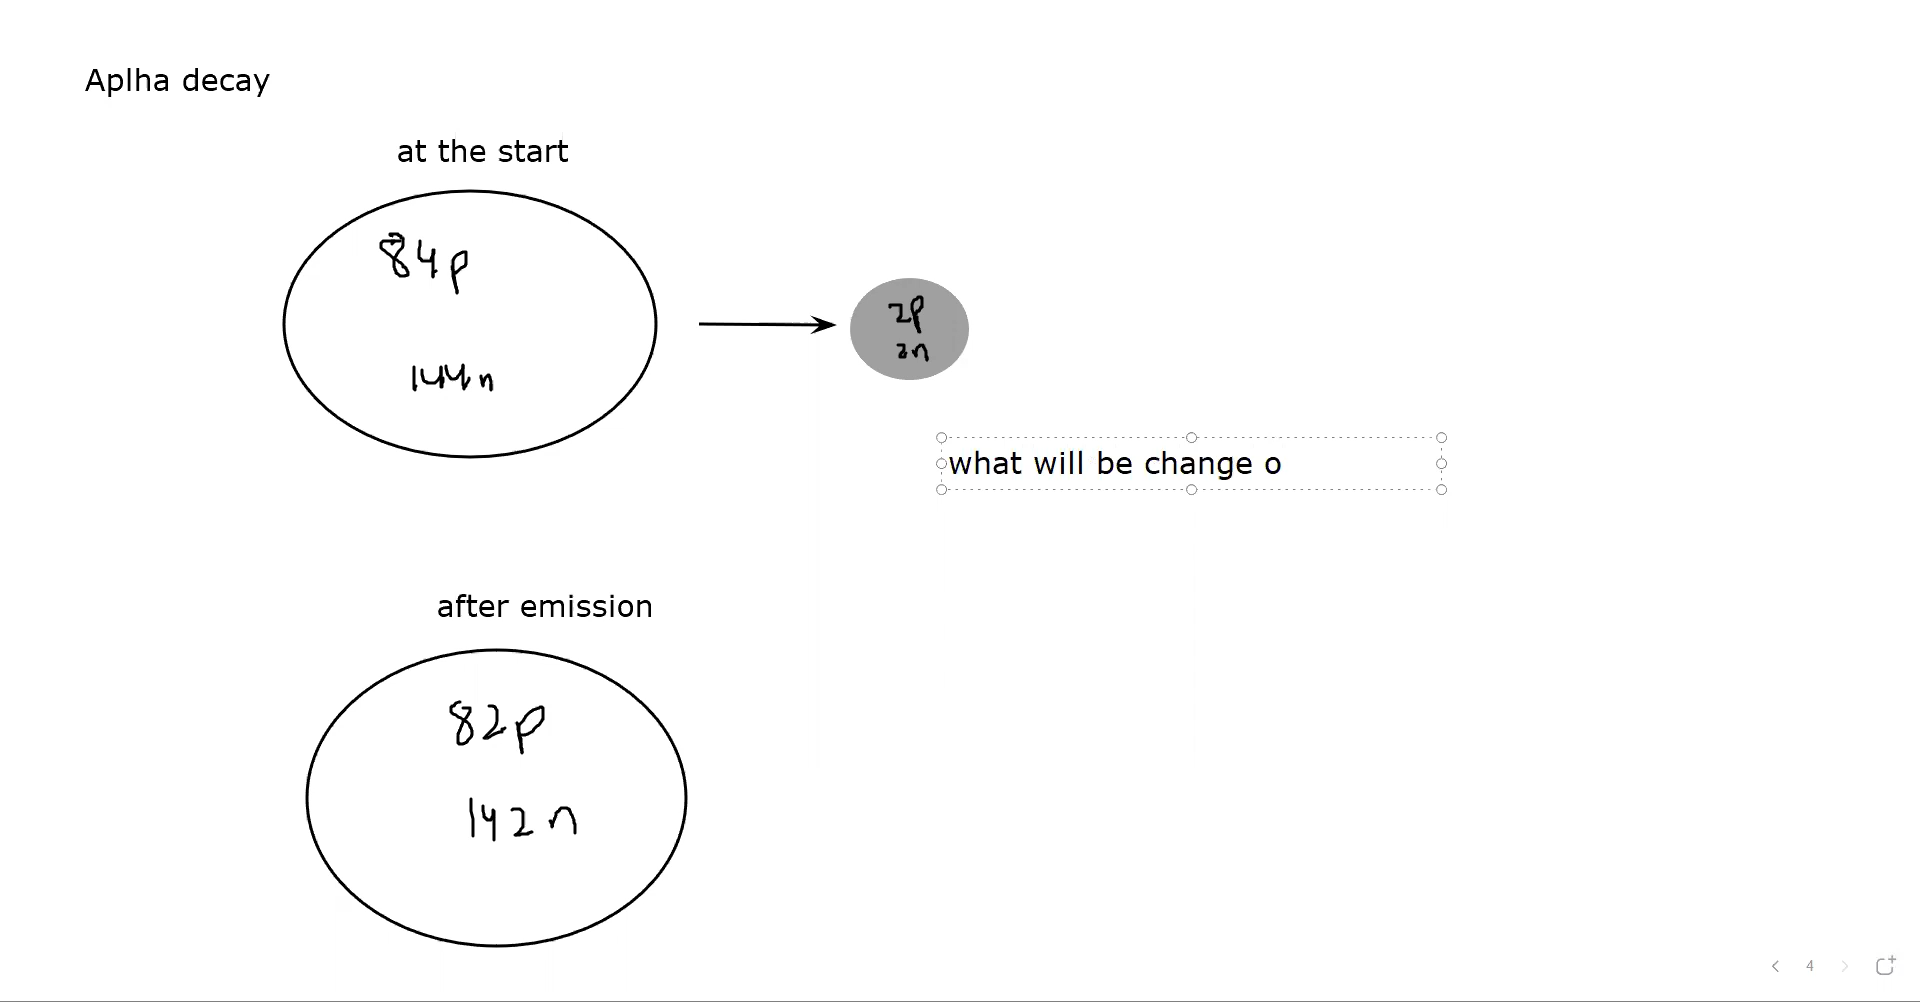 Aplha decay
at the start
84p
144n
2p
2n
what will be change o
after emission
82p
142n
4